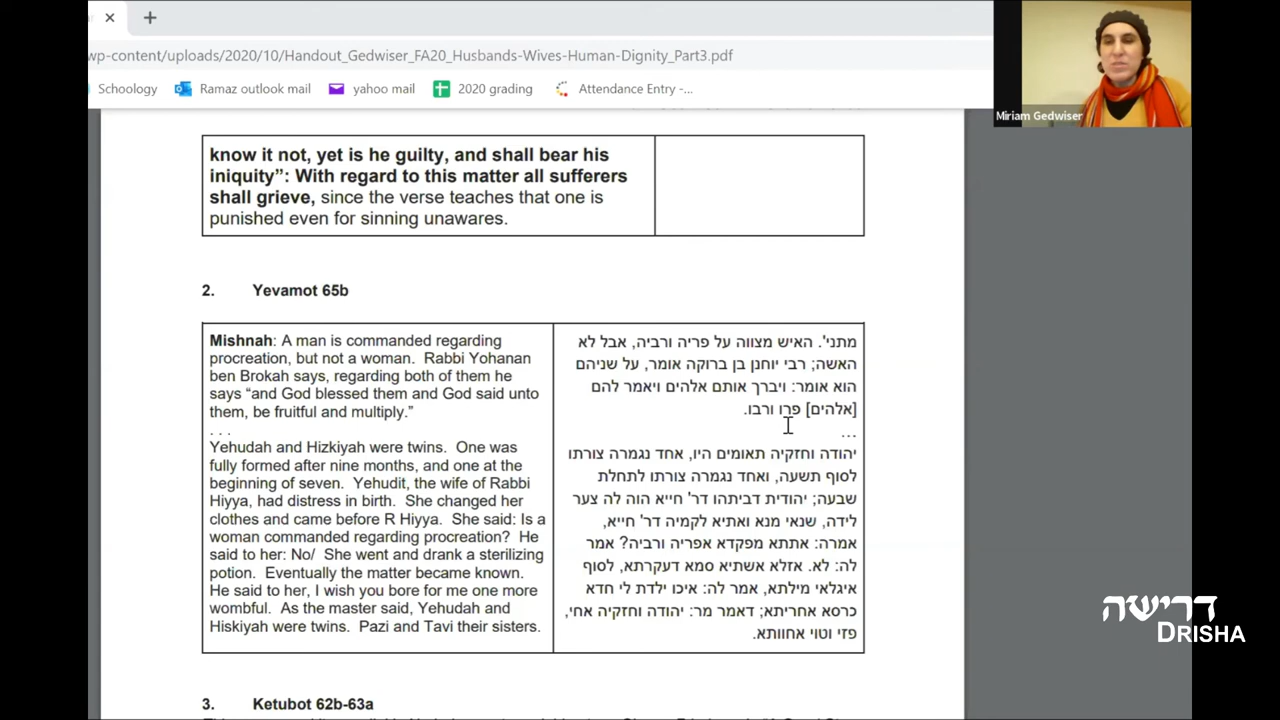 wp-content/uploads/2020/10/Handout_Gedwiser_FA20_Husbands-Wives-Human-Dignity_Part3.pdf
Schoology
Ramaz outlook mail
yahoo mail
2020 grading
Attendance Entry -...
Miriam Gedwiser
know it not, yet is he guilty, and shall bear his
iniquity”: With regard to this matter all sufferers
shall grieve, since the verse teaches that one is
punished even for sinning unawares.
2. Yevamot 65b
Mishnah: A man is commanded regarding
procreation, but not a woman. Rabbi Yohanan
ben Brokah says, regarding both of them he
says “and God blessed them and God said unto
them, be fruitful and multiply.”
. . .
Yehudah and Hizkiyah were twins. One was
fully formed after nine months, and one at the
beginning of seven. Yehudit, the wife of Rabbi
Hiyya, had distress in birth. She changed her
clothes and came before R Hiyya. She said: Is a
woman commanded regarding procreation? He
said to her: No/ She went and drank a sterilizing
potion. Eventually the matter became known.
He said to her, I wish you bore for me one more
wombful. As the master said, Yehudah and
Hiskiyah were twins. Pazi and Tavi their sisters.
מתני'. האיש מצווה על פריה ורביה, אבל לא
האשה; רבי יוחנן בן ברוקה אומר, על שניהם
הוא אומר: ויברך אותם אלהים ויאמר להם
[אלהים] פרו ורבו.
...
יהודה וחזקיה תאומים היו, אחד נגמרה צורתו
לסוף תשעה, ואחד נגמרה צורתו לתחלת
שבעה; יהודית דביתהו דר' חייא הוה לה צער
לידה, שנאי מנא ואתיא לקמיה דר' חייא,
אמרה: אתתא מפקדא אפריה ורביה? אמר
לה: לא. אזלא אשתיא סמא דעקרתא, לסוף
איגלאי מילתא, אמר לה: איכו ילדת לי חדא
כרסא אחריתא; דאמר מר: יהודה וחזקיה אחי,
פזי וטוי אחוותא.
דרישה
DRISHA
3. Ketubot 62b-63a